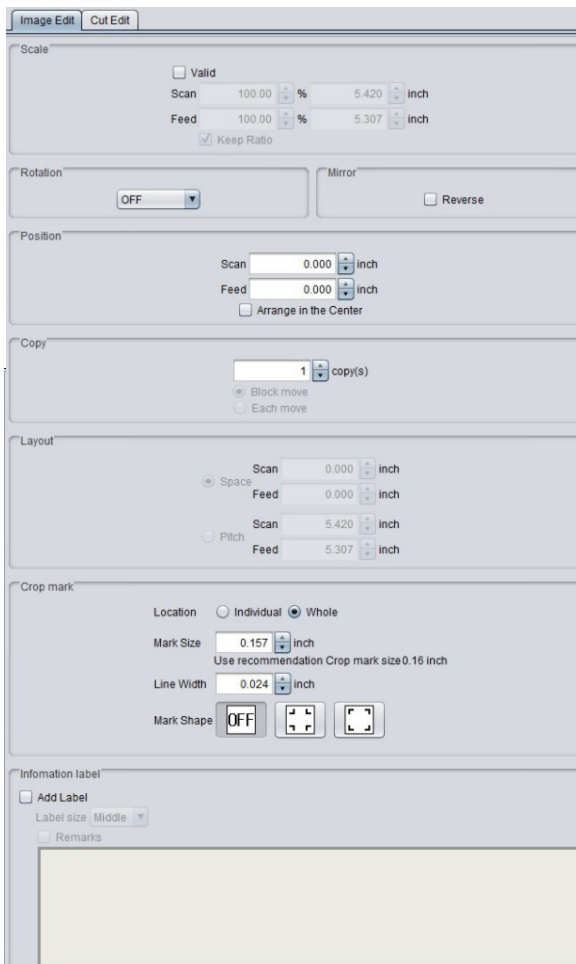 Image Edit Cut Edit
Scale
Valid
Scan 100.00 % 5.420 inch
Feed 100.00 % 5.307 inch
Keep Ratio
Rotation Mirror
OFF Reverse
Position
Scan 0.000 inch
Feed 0.000 inch
Arrange in the Center
Copy
1 copy(s)
Block move
Each move
Layout
Scan 0.000 inch
Space
Feed 0.000 inch
Scan 5.420 inch
Pitch
Feed 5.307 inch
Crop mark
Location Individual Whole
Mark Size 0.157 inch
Use recommendation Crop mark size0.16 inch
Line Width 0.024 inch
Mark Shape OFF
Infomation label
Add Label
Label size Middle
Remarks